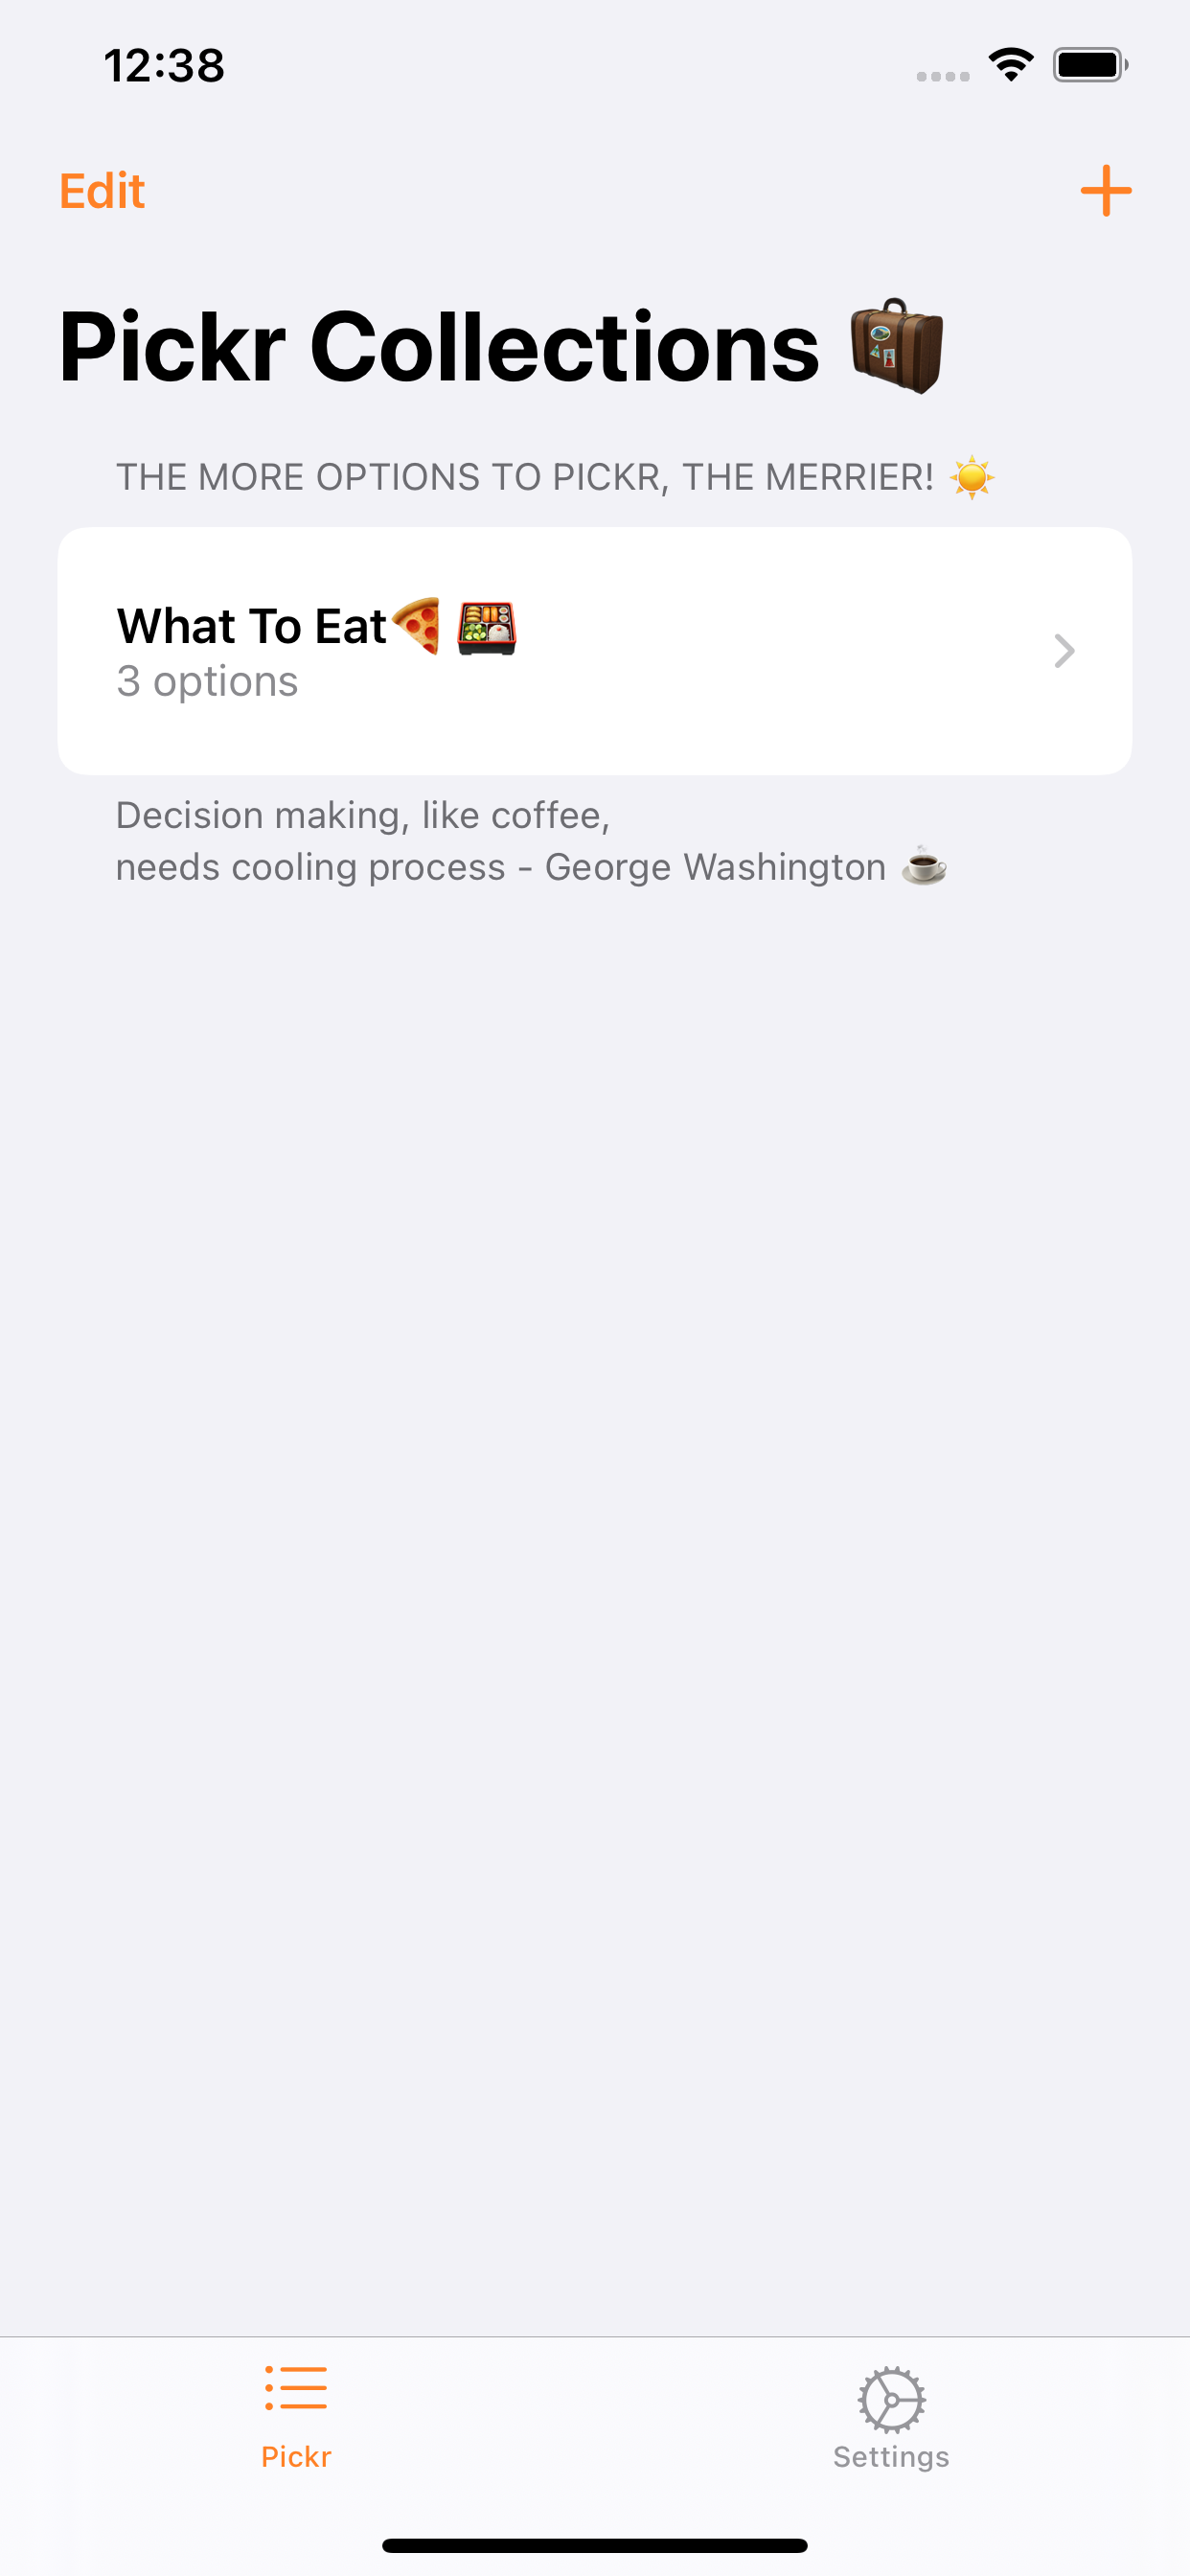 12:38
Edit
Pickr Collections 🧳
THE MORE OPTIONS TO PICKR, THE MERRIER! ☀️
What To Eat🍕 🍱
3 options
Decision making, like coffee,
needs cooling process - George Washington ☕
Pickr
Settings